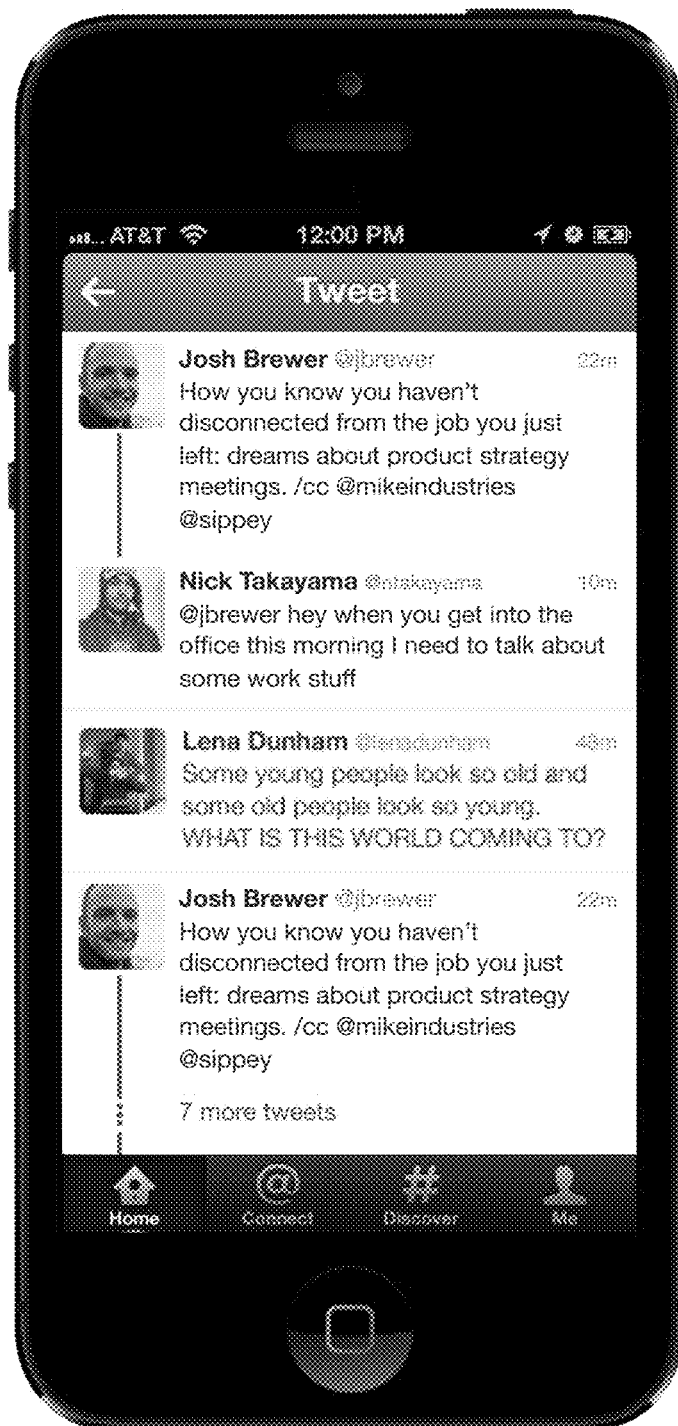 AT&T 12:00 PM
Tweet
Josh Brewer @jbrewer 22m
How you know you haven't
disconnected from the job you just
left: dreams about product strategy
meetings. /cc @mikeindustries
@sippey
Nick Takayama @ntakayama 10m
@jbrewer hey when you get into the
office this morning I need to talk about
some work stuff
Lena Dunham @lenadunham 43m
Some young people look so old and
some old people look so young.
WHAT IS THIS WORLD COMING TO?
Josh Brewer @jbrewer 22m
How you know you haven't
disconnected from the job you just
left: dreams about product strategy
meetings. /cc @mikeindustries
@sippey
7 more tweets
Home Connect Discover Me